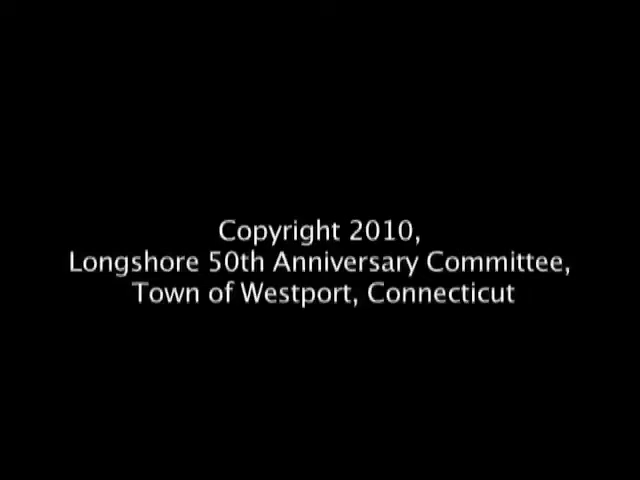 Copyright 2010,
Longshore 50th Anniversary Committee,
Town of Westport, Connecticut